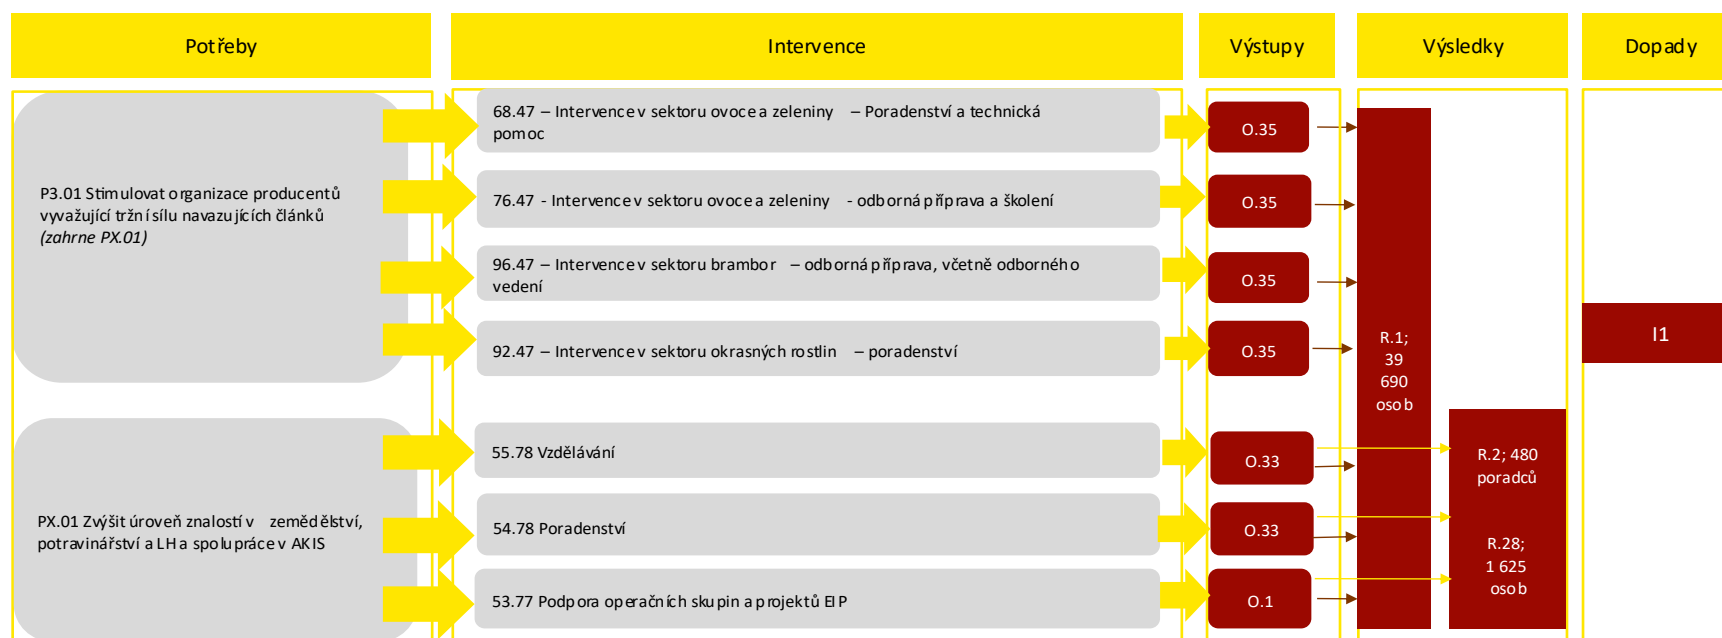 Potřeby
Intervence
Výstupy
Výsledky
Dopady
P3.01 Stimulovat organizace producentů
vyvažující tržní sílu navazujících článků
(zahrne PX.01)
68.47 – Intervence v sektoru ovoce a zeleniny – Poradenství a technická
pomoc
O.35
76.47 - Intervence v sektoru ovoce a zeleniny - odborná příprava a školení
O.35
96.47 – Intervence v sektoru brambor – odborná příprava, včetně odborného
vedení
O.35
92.47 – Intervence v sektoru okrasných rostlin – poradenství
O.35
R.1;
39
690
osob
I1
PX.01 Zvýšit úroveň znalostí v zemědělství,
potravinářství a LH a spolupráce v AKIS
55.78 Vzdělávání
O.33
54.78 Poradenství
O.33
53.77 Podpora operačních skupin a projektů EIP
O.1
R.2; 480
poradců
R.28;
1 625
osob